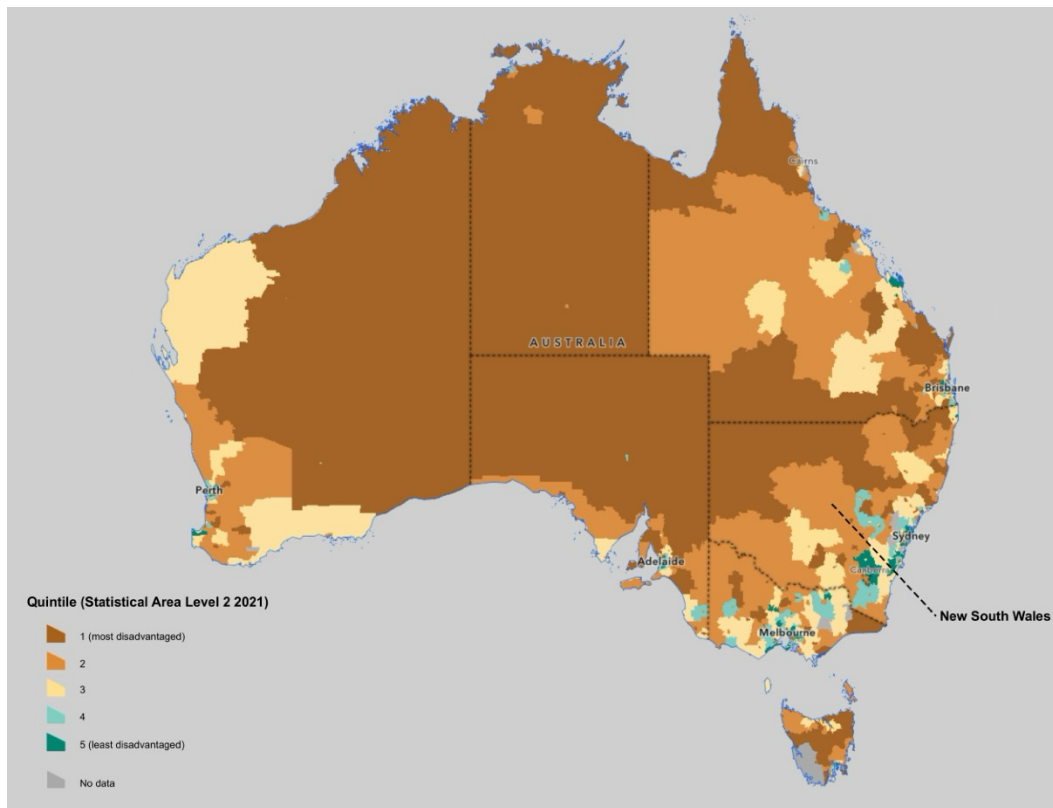 Cairns
AUSTRALIA
Brisbane
Perth
Sydney
Adelaide
Canberra
Quintile (Statistical Area Level 2 2021)
New South Wales
1 (most disadvantaged)
Melbourne
2
3
4
5 (least disadvantaged)
No data